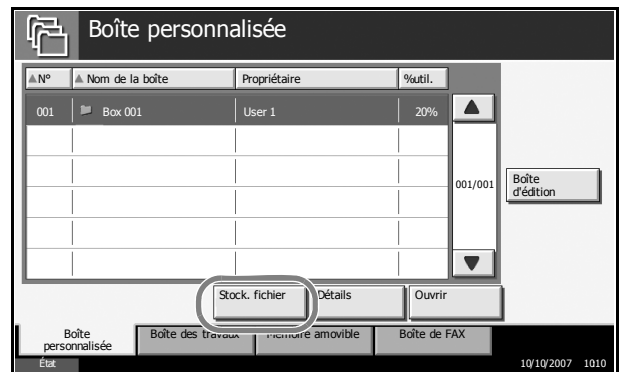 Boîte personnalisée
N° Nom de la boîte Propriétaire %util.
001 Box 001 User 1 20%
001/001
Boîte
d'édition
Stock. fichier Détails Ouvrir
Boîte
personnalisée
Boîte des travaux Mémoire amovible Boîte de FAX
État 10/10/2007 1010